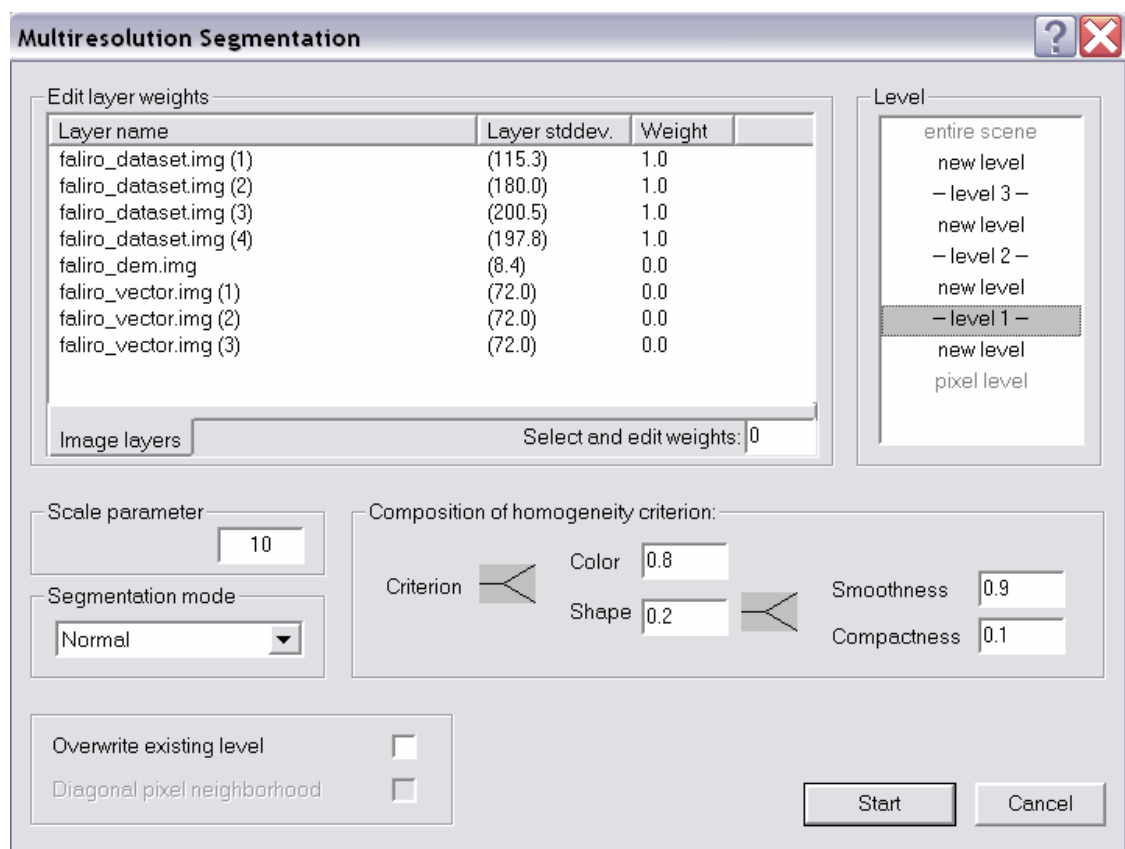 Multiresolution Segmentation
?
Edit layer weights
Layer name Layer stddev. Weight
faliro_dataset.img (1) (115.3) 1.0
faliro_dataset.img (2) (180.0) 1.0
faliro_dataset.img (3) (200.5) 1.0
faliro_dataset.img (4) (197.8) 1.0
faliro_dem.img (8.4) 0.0
faliro_vector.img (1) (72.0) 0.0
faliro_vector.img (2) (72.0) 0.0
faliro_vector.img (3) (72.0) 0.0
Image layers
Select and edit weights: 0
Level
entire scene
new level
– level 3 –
new level
– level 2 –
new level
– level 1 –
new level
pixel level
Scale parameter
10
Segmentation mode
Normal
Composition of homogeneity criterion:
Criterion
Color 0.8
Shape 0.2
Smoothness 0.9
Compactness 0.1
Overwrite existing level
Diagonal pixel neighborhood
Start Cancel